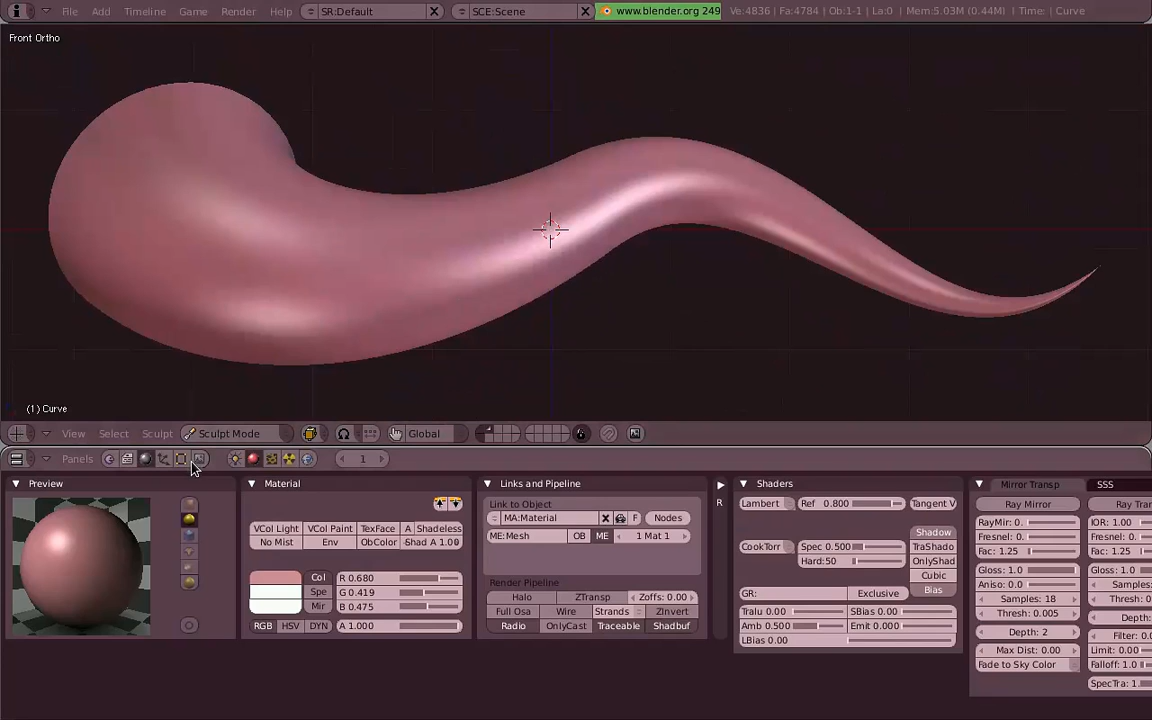 File Add Timeline Game Render Help SR:Default SCE:Scene www.blender.org 249 Ve:4836 | Fa:4784 | Ob:1-1 | La:0 | Mem:5.03M (0.44M) | Time: | Curve
Front Ortho
(1) Curve
View Select Sculpt Sculpt Mode Global
Panels 1
Preview
Material
VCol Light VCol Paint TexFace A Shadeless
No Mist Env ObColor Shad A 1.00
Col R 0.680
Spe G 0.419
Mir B 0.475
RGB HSV DYN A 1.000
Links and Pipeline
Link to Object
MA:Material F Nodes
ME:Mesh OB ME 1 Mat 1
Render Pipeline
Halo ZTransp Zoffs: 0.00
Full Osa Wire Strands ZInvert
Radio OnlyCast Traceable Shadbuf
R
Shaders
Lambert Ref 0.800 Tangent V
Shadow
CookTorr Spec 0.500 TraShado
Hard:50 OnlyShad
Cubic
GR: Exclusive Bias
Tralu 0.00 SBias 0.00
Amb 0.500 Emit 0.000
LBias 0.00
Mirror Transp SSS
Ray Mirror Ray Tra
RayMir: 0. IOR: 1.00
Fresnel: 0. Fresnel: 0.
Fac: 1.25 Fac: 1.25
Gloss: 1.0 Gloss: 1.0
Aniso: 0.0 Samples:
Samples: 18 Thresh: 0.
Thresh: 0.005 Depth:
Depth: 2 Filter: 0.
Max Dist: 0.00 Limit: 0.00
Fade to Sky Color Falloff: 1.0
SpecTra: 1.